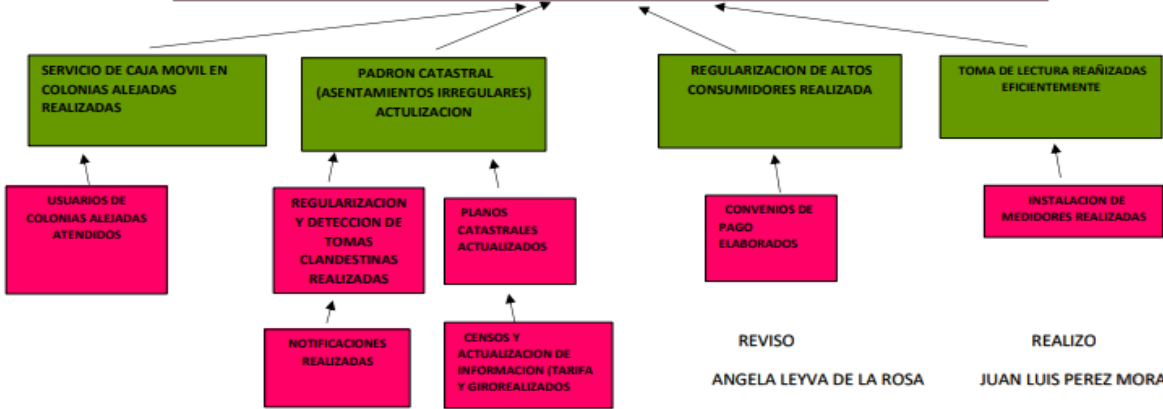 SERVICIO DE CAJA MOVIL EN
COLONIAS ALEJADAS
REALIZADAS
PADRON CATASTRAL
(ASENTAMIENTOS IRREGULARES)
ACTULIZACION
REGULARIZACION DE ALTOS
CONSUMIDORES REALIZADA
TOMA DE LECTURA REAÑIZADAS
EFICIENTEMENTE
USUARIOS DE
COLONIAS ALEJADAS
ATENDIDOS
REGULARIZACION
Y DETECCION DE
TOMAS
CLANDESTINAS
REALIZADAS
PLANOS
CATASTRALES
ACTUALIZADOS
CONVENIOS DE
PAGO
ELABORADOS
INSTALACION DE
MEDIDORES REALIZADAS
NOTIFICACIONES
REALIZADAS
CENSOS Y
ACTUALIZACION DE
INFORMACION (TARIFA
Y GIROREALIZADOS
REVISO
ANGELA LEYVA DE LA ROSA
REALIZO
JUAN LUIS PEREZ MORA